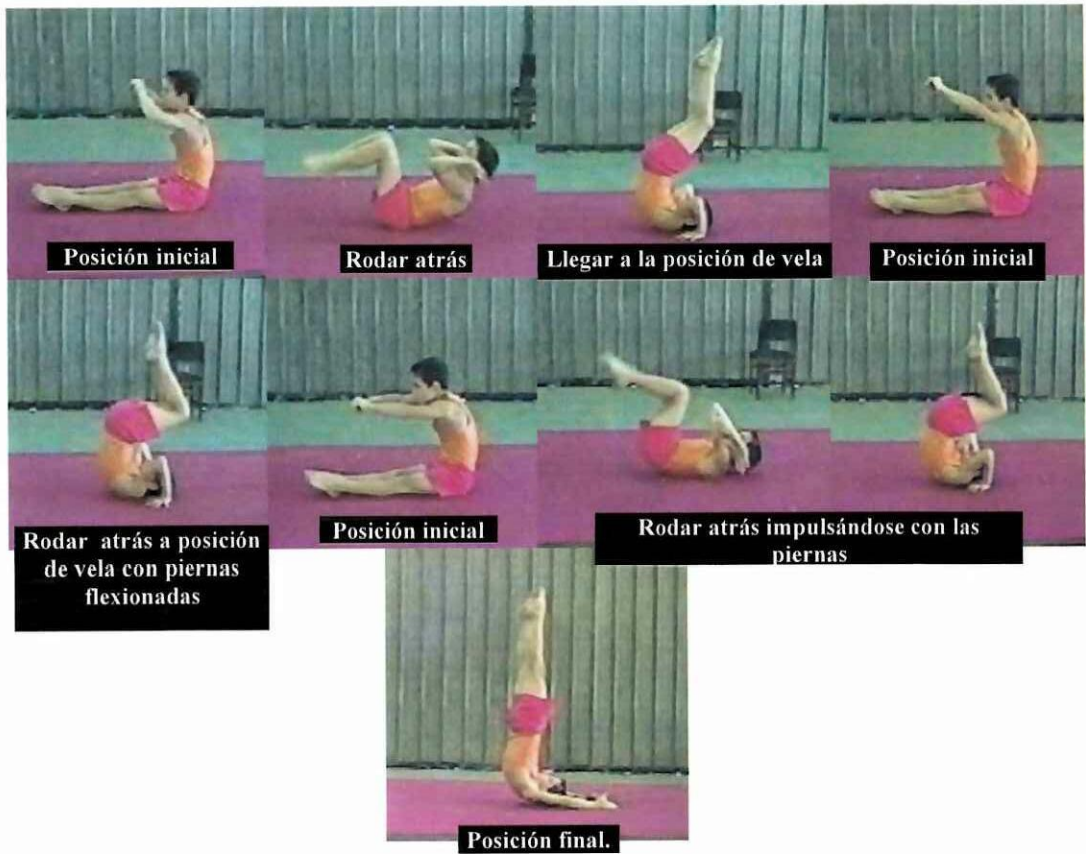 Posición inicial
Rodar atrás
Llegar a la posición de vela
Posición inicial
Rodar atrás a posición
de vela con piernas
flexionadas
Posición inicial
Rodar atrás impulsándose con las
piernas
Posición final.